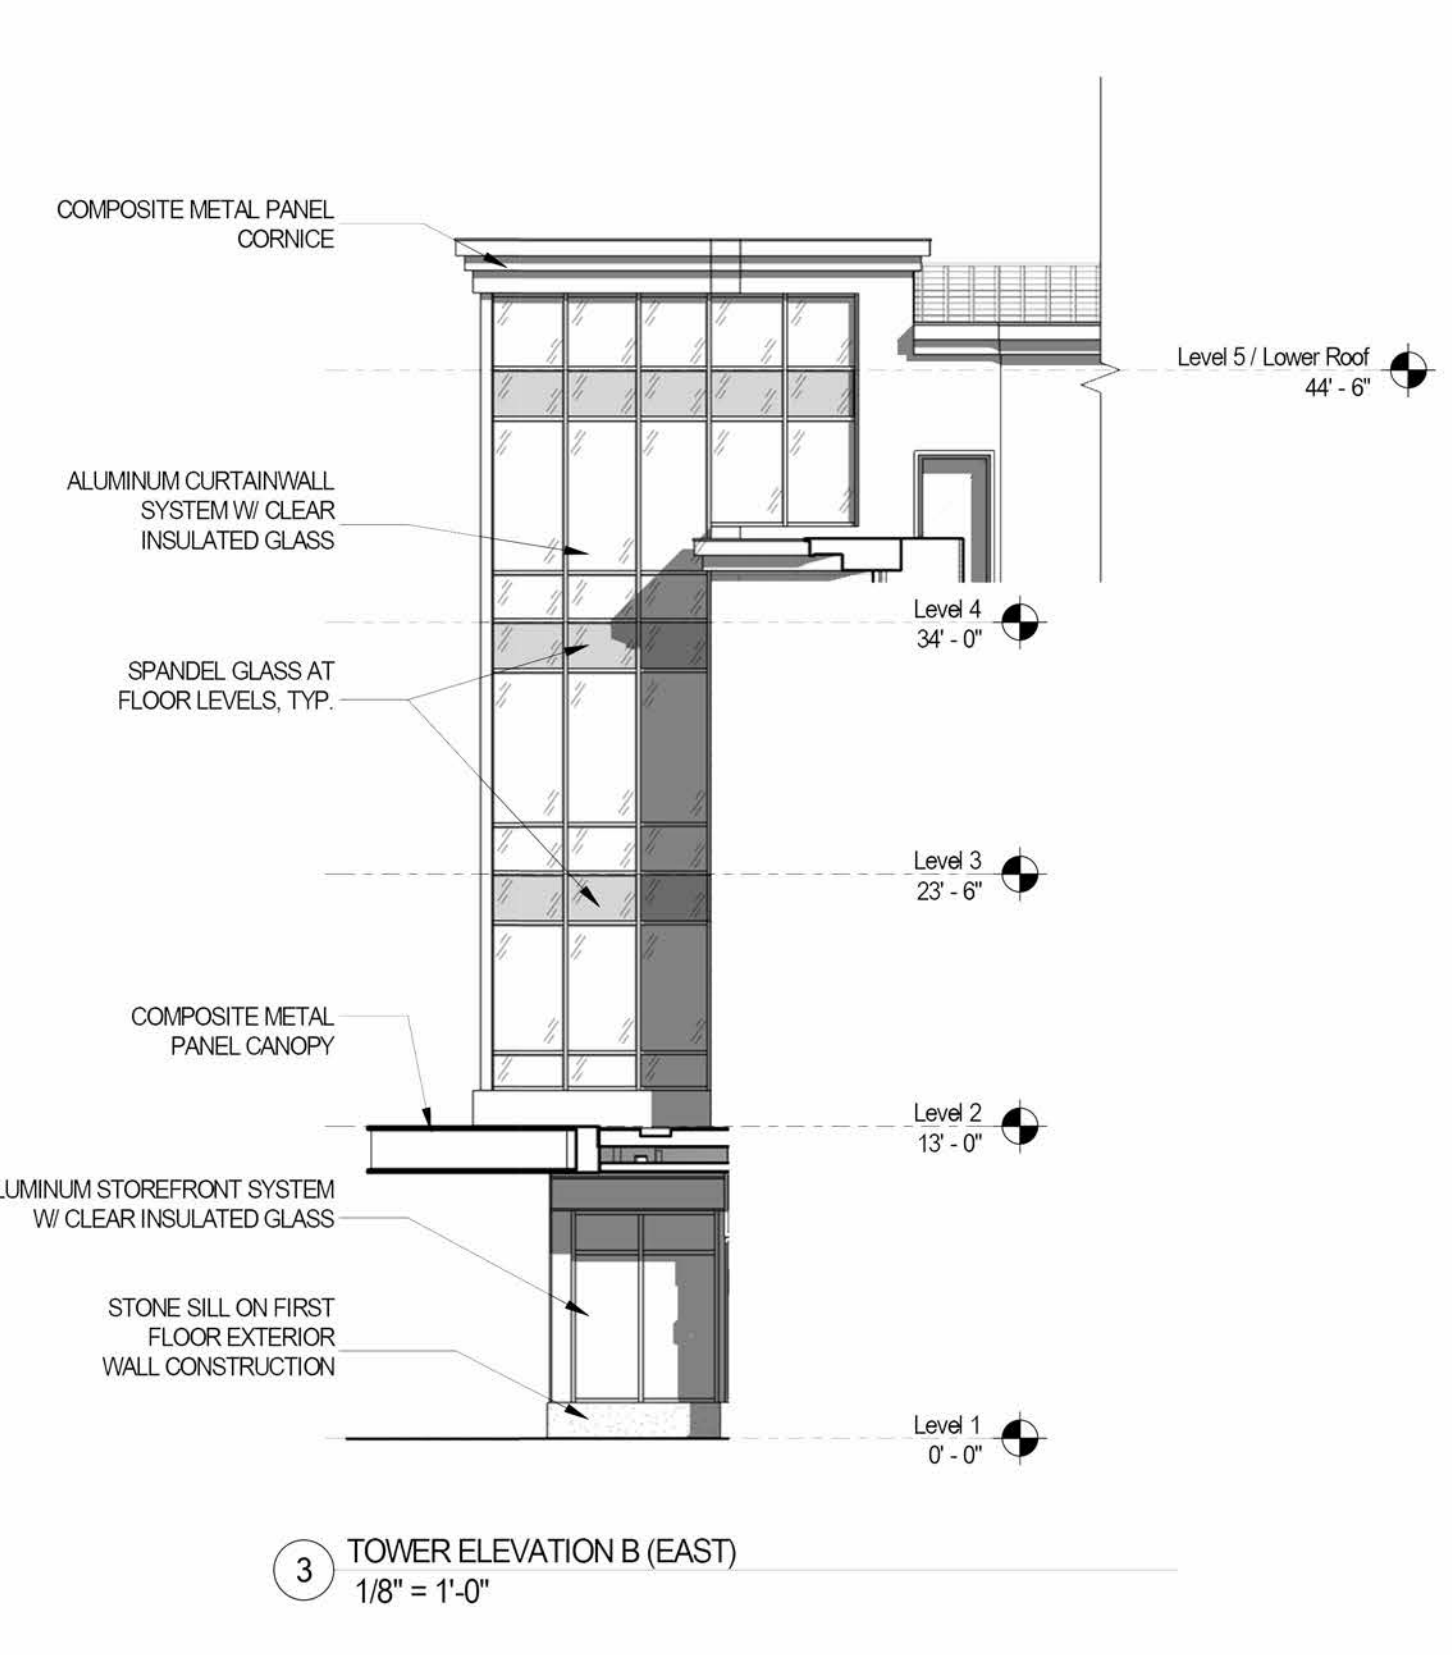 COMPOSITE METAL PANEL
CORNICE
Level 5 / Lower Roof
44' - 6"
ALUMINUM CURTAINWALL
SYSTEM W/ CLEAR
INSULATED GLASS
Level 4
34' - 0"
SPANDEL GLASS AT
FLOOR LEVELS, TYP.
Level 3
23' - 6"
COMPOSITE METAL
PANEL CANOPY
Level 2
13' - 0"
LUMINUM STOREFRONT SYSTEM
W/ CLEAR INSULATED GLASS
STONE SILL ON FIRST
FLOOR EXTERIOR
WALL CONSTRUCTION
Level 1
0' - 0"
3
TOWER ELEVATION B (EAST)
1/8" = 1'-0"